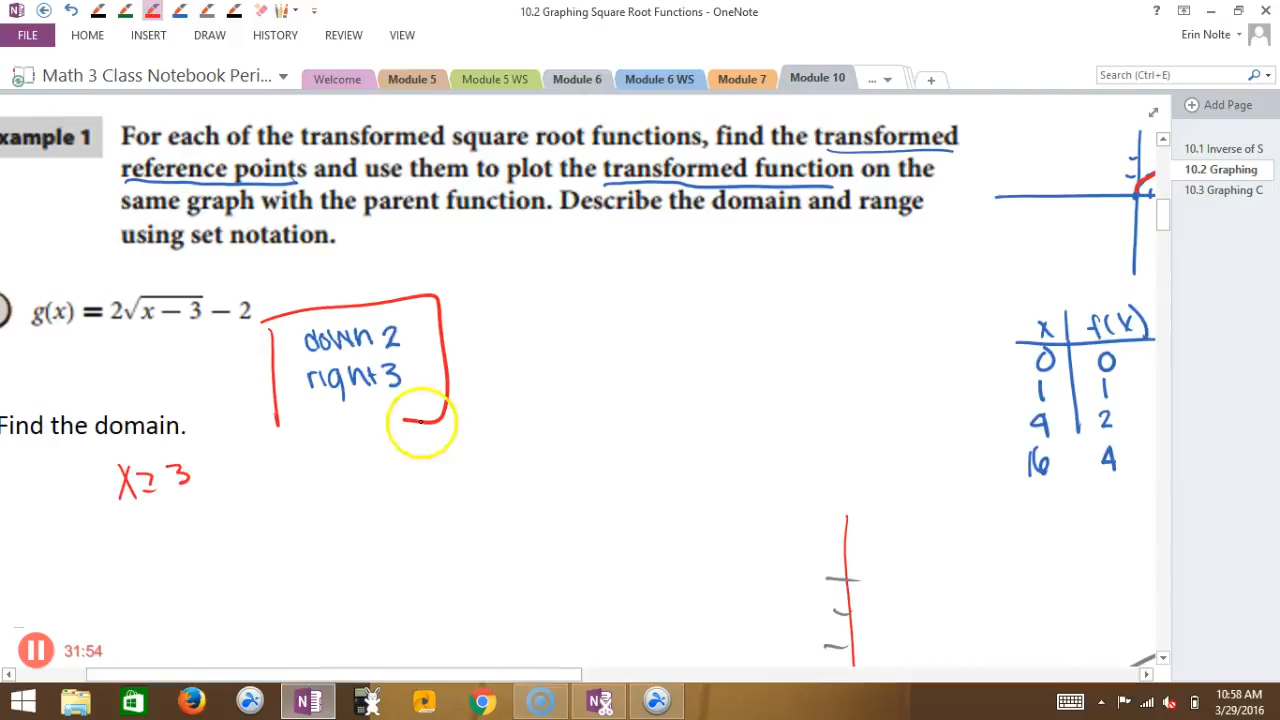 10.2 Graphing Square Root Functions - OneNote
FILE HOME INSERT DRAW HISTORY REVIEW VIEW
Erin Nolte
Math 3 Class Notebook Peri...
Welcome Module 5 Module 5 WS Module 6 Module 6 WS Module 7 Module 10 ...
Search (Ctrl+E)
Add Page
10.1 Inverse of S
10.2 Graphing
10.3 Graphing C
xample 1
For each of the transformed square root functions, find the transformed
reference points and use them to plot the transformed function on the
same graph with the parent function. Describe the domain and range
using set notation.
g(x) = 2√x − 3 − 2
down 2
right 3
Find the domain.
x ≥ 3
x f(x)
0 0
1 1
4 2
16 4
31:54
10:58 AM
3/29/2016